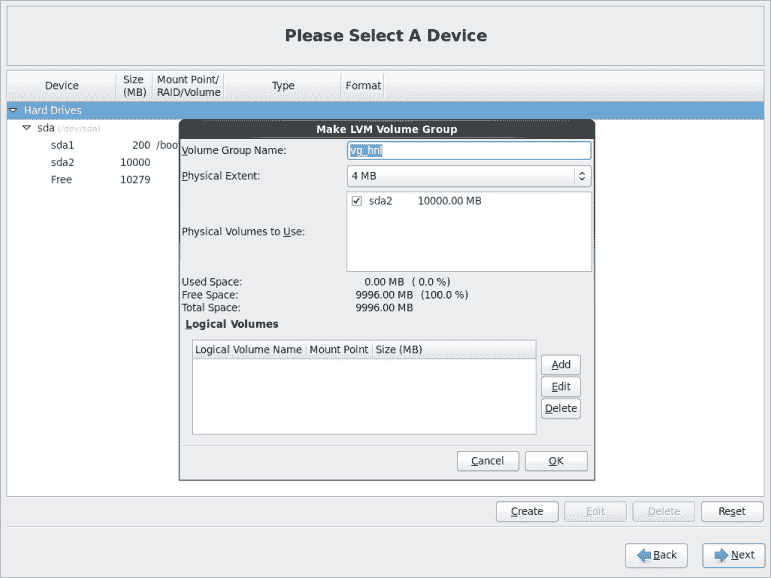 Please Select A Device
Device Size (MB) Mount Point/ RAID/Volume Type Format
Hard Drives
sda (/dev/sda)
sda1 200 /boo
sda2 10000
Free 10279
Make LVM Volume Group
Volume Group Name: vg_hnl
Physical Extent: 4 MB
Physical Volumes to Use:
sda2 10000.00 MB
Used Space: 0.00 MB ( 0.0 %)
Free Space: 9996.00 MB (100.0 %)
Total Space: 9996.00 MB
Logical Volumes
Logical Volume Name Mount Point Size (MB)
Add
Edit
Delete
Cancel OK
Create Edit Delete Reset
Back Next